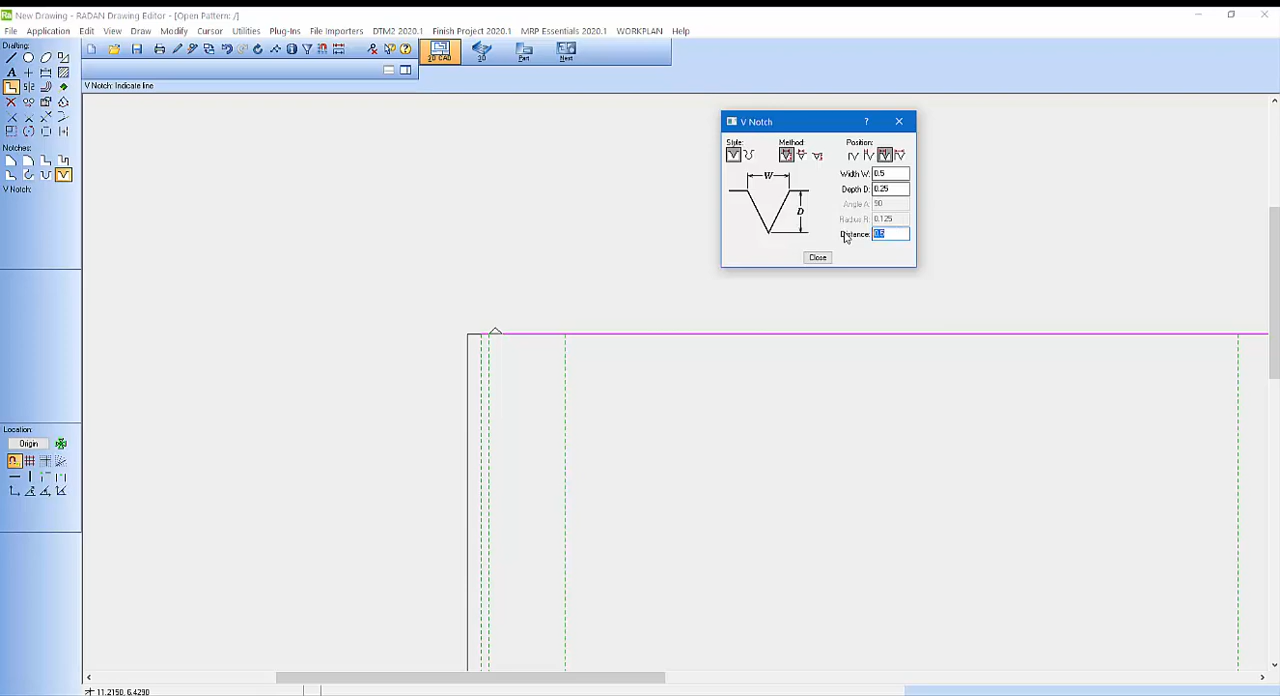 New Drawing - RADAN Drawing Editor - [Open Pattern: /]
File Application Edit View Draw Modify Cursor Utilities Plug-Ins File Importers DTM2 2020.1 Finish Project 2020.1 MRP Essentials 2020.1 WORKPLAN Help
Drafting:
2D CAD 3D Part Nest
V Notch: Indicate line
Notches:
V Notch:
V Notch
Style: Method: Position:
Width W: 0.5
Depth D: 0.25
Angle A: 90
Radius R: 0.125
Distance: 0.5
W
D
Close
Location:
Origin
11.2150, 6.4290